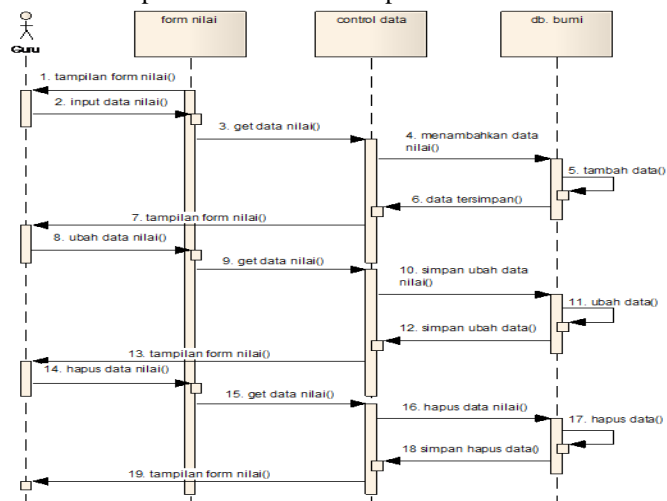 form nilai
control data
db. bumi
Guru
1. tampilan form nilai()
2. input data nilai()
3. get data nilai()
4. menambahkan data
nilai()
5. tambah data()
6. data tersimpan()
7. tampilan form nilai()
8. ubah data nilai()
9. get data nilai()
10. simpan ubah data
nilai()
11. ubah data()
12. simpan ubah data()
13. tampilan form nilai()
14. hapus data nilai()
15. get data nilai()
16. hapus data nilai()
17. hapus data()
18 simpan hapus data()
19. tampilan form nilai()